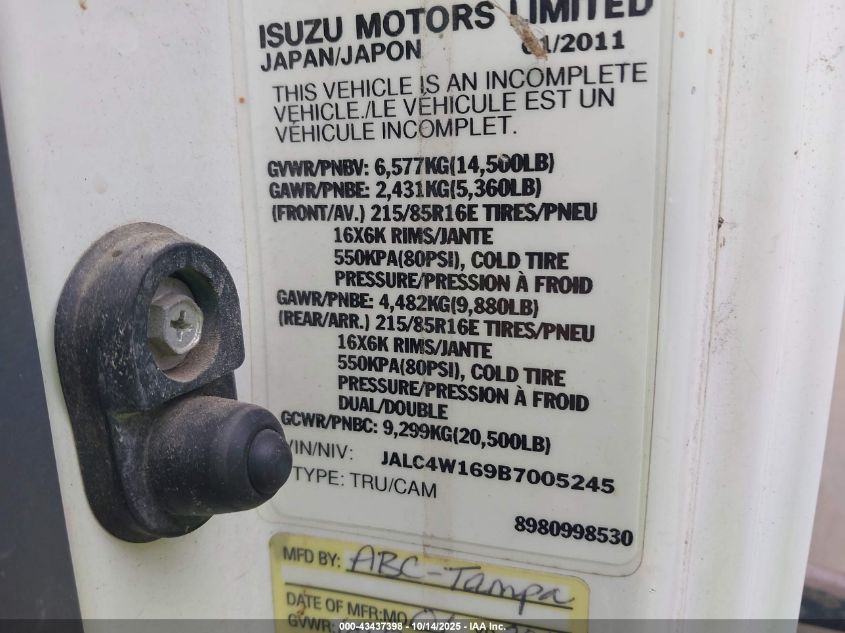 ISUZU MOTORS LIMITED
JAPAN/JAPON 01/2011
THIS VEHICLE IS AN INCOMPLETE
VEHICLE./LE VÉHICULE EST UN
VÉHICULE INCOMPLET.
GVWR/PNBV: 6,577KG(14,500LB)
GAWR/PNBE: 2,431KG(5,360LB)
(FRONT/AV.) 215/85R16E TIRES/PNEU
16X6K RIMS/JANTE
550KPA(80PSI), COLD TIRE
PRESSURE/PRESSION À FROID
GAWR/PNBE: 4,482KG(9,880LB)
(REAR/ARR.) 215/85R16E TIRES/PNEU
16X6K RIMS/JANTE
550KPA(80PSI), COLD TIRE
PRESSURE/PRESSION À FROID
DUAL/DOUBLE
GCWR/PNBC: 9,299KG(20,500LB)
VIN/NIV: JALC4W169B7005245
TYPE: TRU/CAM
8980998530
MFD BY: ABC-Tampa
DATE OF MFR:MO
GVWR:
000-43437398 - 10/14/2025 - IAA Inc.